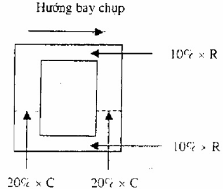 Hướng bay chụp
10% × R
10% × R
20% × C 20% × C